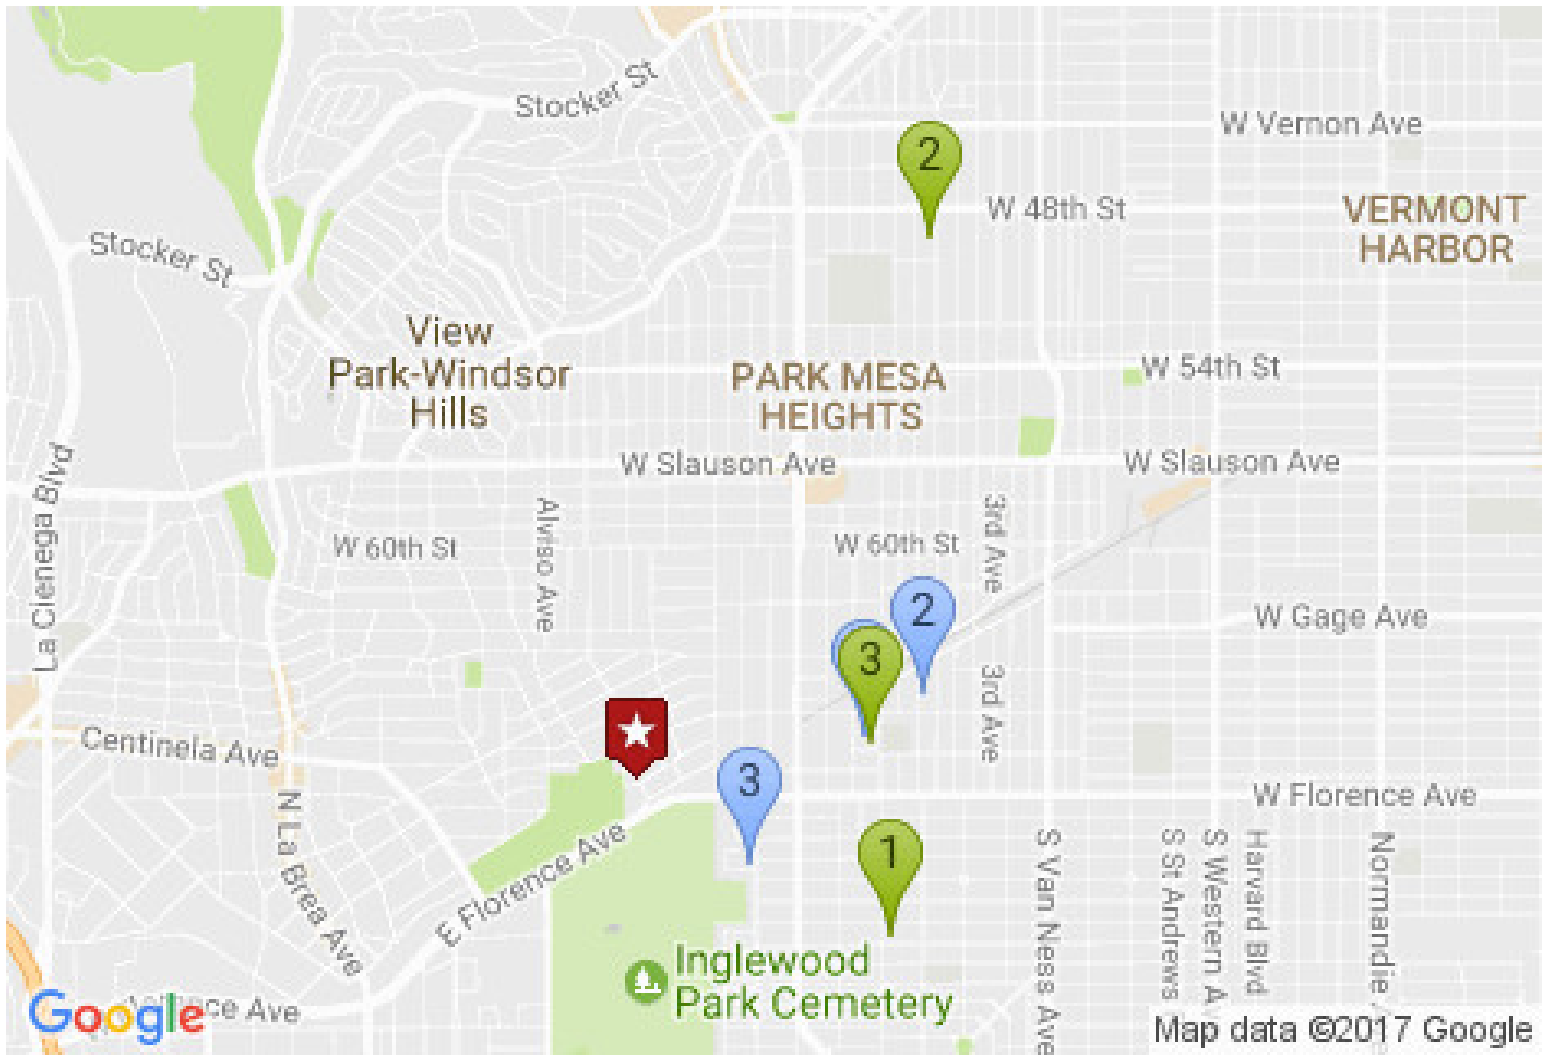 Stocker St
W Vernon Ave
2
W 48th St
VERMONT
HARBOR
Stocker St
View
Park-Windsor
Hills
PARK MESA
HEIGHTS
W 54th St
W Slauson Ave
W Slauson Ave
La Cienega Blvd
Alviso Ave
3rd Ave
W 60th St
W 60th St
2
W Gage Ave
3
3rd Ave
Centinela Ave
3
W Florence Ave
N La Brea Ave
E Florence Ave
1
S Van Ness Ave
S St Andrews
S Western
Harvard Blvd
Normandie
Inglewood
Park Cemetery
Google
Ave
Map data ©2017 Google